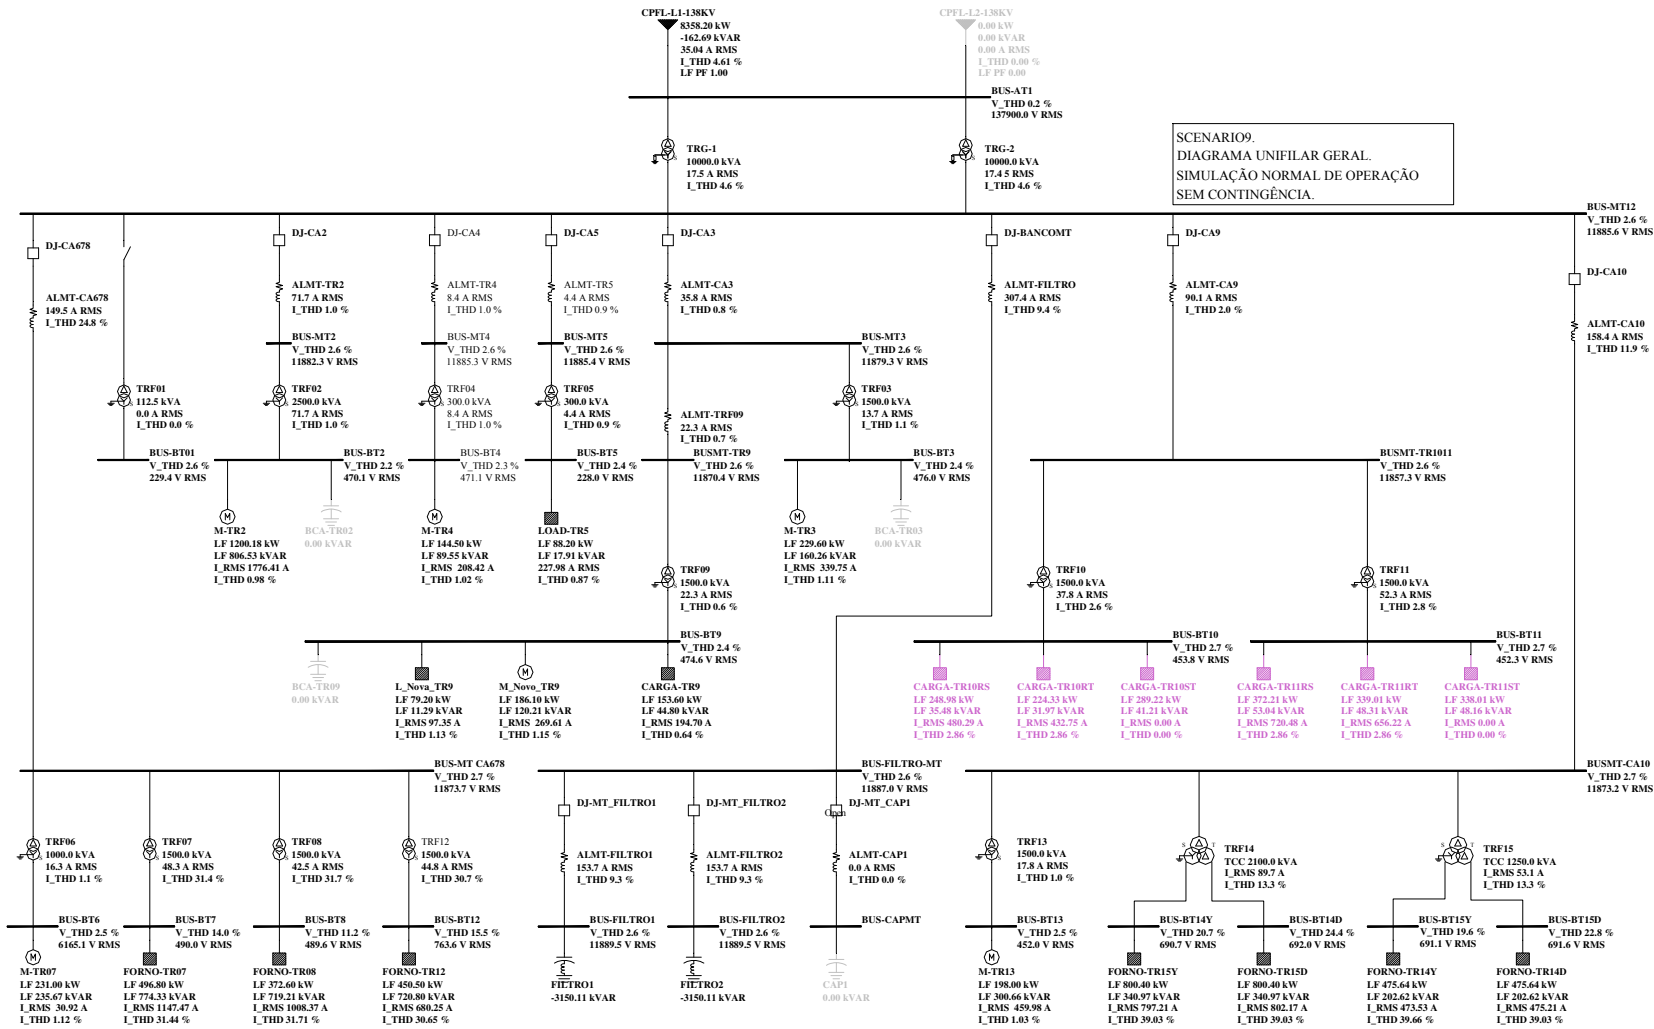 CPFL-L1-138KV
8358.20 kW
-162.69 kVAR
35.04 A RMS
I_THD 4.61 %
LF PF 1.00
CPFL-L2-138KV
0.00 kW
0.00 kVAR
0.00 A RMS
I_THD 0.00 %
LF PF 0.00
BUS-AT1
V_THD 0.2 %
137900.0 V RMS
TRG-1
10000.0 kVA
17.5 A RMS
I_THD 4.6 %
TRG-2
10000.0 kVA
17.4 5 RMS
I_THD 4.6 %
SCENARIO9.
DIAGRAMA UNIFILAR GERAL.
SIMULAÇÃO NORMAL DE OPERAÇÃO
SEM CONTINGÊNCIA.
BUS-MT12
V_THD 2.6 %
11885.6 V RMS
DJ-CA678
DJ-CA2
DJ-CA4
DJ-CA5
DJ-CA3
DJ-BANCOMT
DJ-CA9
DJ-CA10
ALMT-CA678
149.5 A RMS
I_THD 24.8 %
ALMT-TR2
71.7 A RMS
I_THD 1.0 %
ALMT-TR4
8.4 A RMS
I_THD 1.0 %
ALMT-TR5
4.4 A RMS
I_THD 0.9 %
ALMT-CA3
35.8 A RMS
I_THD 0.8 %
ALMT-FILTRO
307.4 A RMS
I_THD 9.4 %
ALMT-CA9
90.1 A RMS
I_THD 2.0 %
ALMT-CA10
158.4 A RMS
I_THD 11.9 %
BUS-MT2
V_THD 2.6 %
11882.3 V RMS
BUS-MT4
V_THD 2.6 %
11885.3 V RMS
BUS-MT5
V_THD 2.6 %
11885.4 V RMS
BUS-MT3
V_THD 2.6 %
11879.3 V RMS
TRF01
112.5 kVA
0.0 A RMS
I_THD 0.0 %
TRF02
2500.0 kVA
71.7 A RMS
I_THD 1.0 %
TRF04
300.0 kVA
8.4 A RMS
I_THD 1.0 %
TRF05
300.0 kVA
4.4 A RMS
I_THD 0.9 %
ALMT-TRF09
22.3 A RMS
I_THD 0.7 %
TRF03
1500.0 kVA
13.7 A RMS
I_THD 1.1 %
BUS-BT01
V_THD 2.6 %
229.4 V RMS
BUS-BT2
V_THD 2.2 %
470.1 V RMS
BUS-BT4
V_THD 2.3 %
471.1 V RMS
BUS-BT5
V_THD 2.4 %
228.0 V RMS
BUSMT-TR9
V_THD 2.6 %
11870.4 V RMS
BUS-BT3
V_THD 2.4 %
476.0 V RMS
BUSMT-TR1011
V_THD 2.6 %
11857.3 V RMS
M
M-TR2
LF 1200.18 kW
LF 806.53 kVAR
I_RMS 1776.41 A
I_THD 0.98 %
BCA-TR02
0.00 kVAR
M
M-TR4
LF 144.50 kW
LF 89.55 kVAR
I_RMS 208.42 A
I_THD 1.02 %
LOAD-TR5
LF 88.20 kW
LF 17.91 kVAR
227.98 A RMS
I_THD 0.87 %
M
M-TR3
LF 229.60 kW
LF 160.26 kVAR
I_RMS 339.75 A
I_THD 1.11 %
BCA-TR03
0.00 kVAR
TRF09
1500.0 kVA
22.3 A RMS
I_THD 0.6 %
TRF10
1500.0 kVA
37.8 A RMS
I_THD 2.6 %
TRF11
1500.0 kVA
52.3 A RMS
I_THD 2.8 %
BUS-BT9
V_THD 2.4 %
474.6 V RMS
BUS-BT10
V_THD 2.7 %
453.8 V RMS
BUS-BT11
V_THD 2.7 %
452.3 V RMS
BCA-TR09
0.00 kVAR
L_Nova_TR9
LF 79.20 kW
LF 11.29 kVAR
I_RMS 97.35 A
I_THD 1.13 %
M
M_Novo_TR9
LF 186.10 kW
LF 120.21 kVAR
I_RMS 269.61 A
I_THD 1.15 %
CARGA-TR9
LF 153.60 kW
LF 44.80 kVAR
I_RMS 194.70 A
I_THD 0.64 %
CARGA-TR10RS
LF 248.98 kW
LF 35.48 kVAR
I_RMS 480.29 A
I_THD 2.86 %
CARGA-TR10RT
LF 224.33 kW
LF 31.97 kVAR
I_RMS 432.75 A
I_THD 2.86 %
CARGA-TR10ST
LF 289.22 kW
LF 41.21 kVAR
I_RMS 0.00 A
I_THD 0.00 %
CARGA-TR11RS
LF 372.21 kW
LF 53.04 kVAR
I_RMS 720.48 A
I_THD 2.86 %
CARGA-TR11RT
LF 339.01 kW
LF 48.31 kVAR
I_RMS 656.22 A
I_THD 2.86 %
CARGA-TR11ST
LF 338.01 kW
LF 48.16 kVAR
I_RMS 0.00 A
I_THD 0.00 %
BUS-MT CA678
V_THD 2.7 %
11873.7 V RMS
BUS-FILTRO-MT
V_THD 2.6 %
11887.0 V RMS
BUSMT-CA10
V_THD 2.7 %
11873.2 V RMS
DJ-MT_FILTRO1
DJ-MT_FILTRO2
DJ-MT_CAP1
Open
TRF06
1000.0 kVA
16.3 A RMS
I_THD 1.1 %
TRF07
1500.0 kVA
48.3 A RMS
I_THD 31.4 %
TRF08
1500.0 kVA
42.5 A RMS
I_THD 31.7 %
TRF12
1500.0 kVA
44.8 A RMS
I_THD 30.7 %
ALMT-FILTRO1
153.7 A RMS
I_THD 9.3 %
ALMT-FILTRO2
153.7 A RMS
I_THD 9.3 %
ALMT-CAP1
0.0 A RMS
I_THD 0.0 %
TRF13
1500.0 kVA
17.8 A RMS
I_THD 1.0 %
TRF14
TCC 2100.0 kVA
I_RMS 89.7 A
I_THD 13.3 %
TRF15
TCC 1250.0 kVA
I_RMS 53.1 A
I_THD 13.3 %
BUS-BT6
V_THD 2.5 %
6165.1 V RMS
BUS-BT7
V_THD 14.0 %
490.0 V RMS
BUS-BT8
V_THD 11.2 %
489.6 V RMS
BUS-BT12
V_THD 15.5 %
763.6 V RMS
BUS-FILTRO1
V_THD 2.6 %
11889.5 V RMS
BUS-FILTRO2
V_THD 2.6 %
11889.5 V RMS
BUS-CAPMT
BUS-BT13
V_THD 2.5 %
452.0 V RMS
BUS-BT14Y
V_THD 20.7 %
690.7 V RMS
BUS-BT14D
V_THD 24.4 %
692.0 V RMS
BUS-BT15Y
V_THD 19.6 %
691.1 V RMS
BUS-BT15D
V_THD 22.8 %
691.6 V RMS
M
M-TR07
LF 231.00 kW
LF 235.67 kVAR
I_RMS 30.92 A
I_THD 1.12 %
FORNO-TR07
LF 496.80 kW
LF 774.33 kVAR
I_RMS 1147.47 A
I_THD 31.44 %
FORNO-TR08
LF 372.60 kW
LF 719.21 kVAR
I_RMS 1008.37 A
I_THD 31.71 %
FORNO-TR12
LF 450.50 kW
LF 720.80 kVAR
I_RMS 680.25 A
I_THD 30.65 %
FILTRO1
-3150.11 kVAR
FILTRO2
-3150.11 kVAR
CAP1
0.00 kVAR
M
M-TR13
LF 198.00 kW
LF 300.66 kVAR
I_RMS 459.98 A
I_THD 1.03 %
FORNO-TR15Y
LF 800.40 kW
LF 340.97 kVAR
I_RMS 797.21 A
I_THD 39.03 %
FORNO-TR15D
LF 800.40 kW
LF 340.97 kVAR
I_RMS 802.17 A
I_THD 39.03 %
FORNO-TR14Y
LF 475.64 kW
LF 202.62 kVAR
I_RMS 473.53 A
I_THD 39.66 %
FORNO-TR14D
LF 475.64 kW
LF 202.62 kVAR
I_RMS 475.21 A
I_THD 39.03 %